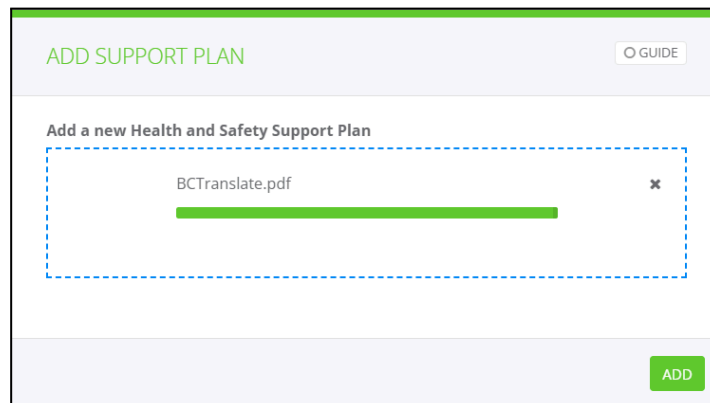 ADD SUPPORT PLAN
GUIDE
Add a new Health and Safety Support Plan
BCTranslate.pdf
ADD